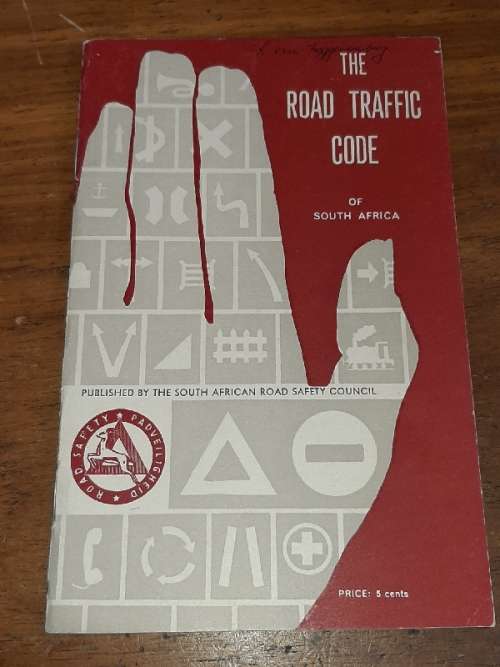 THE
ROAD TRAFFIC
CODE
OF
SOUTH AFRICA
PUBLISHED BY THE SOUTH AFRICAN ROAD SAFETY COUNCIL
ROAD SAFETY ★ PADVEILIGHEID ★
PRICE: 5 cents